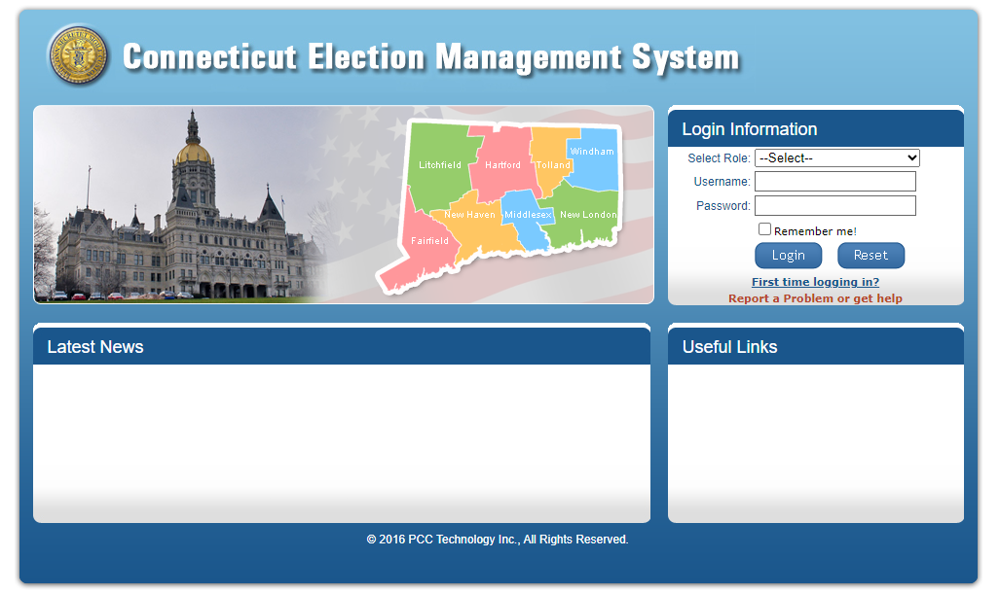 Connecticut Election Management System
Litchfield
Hartford
Tolland
Windham
New Haven
Middlesex
New London
Fairfield
Login Information
Select Role: --Select--
Username:
Password:
Remember me!
Login Reset
First time logging in?
Report a Problem or get help
Latest News
Useful Links
© 2016 PCC Technology Inc., All Rights Reserved.